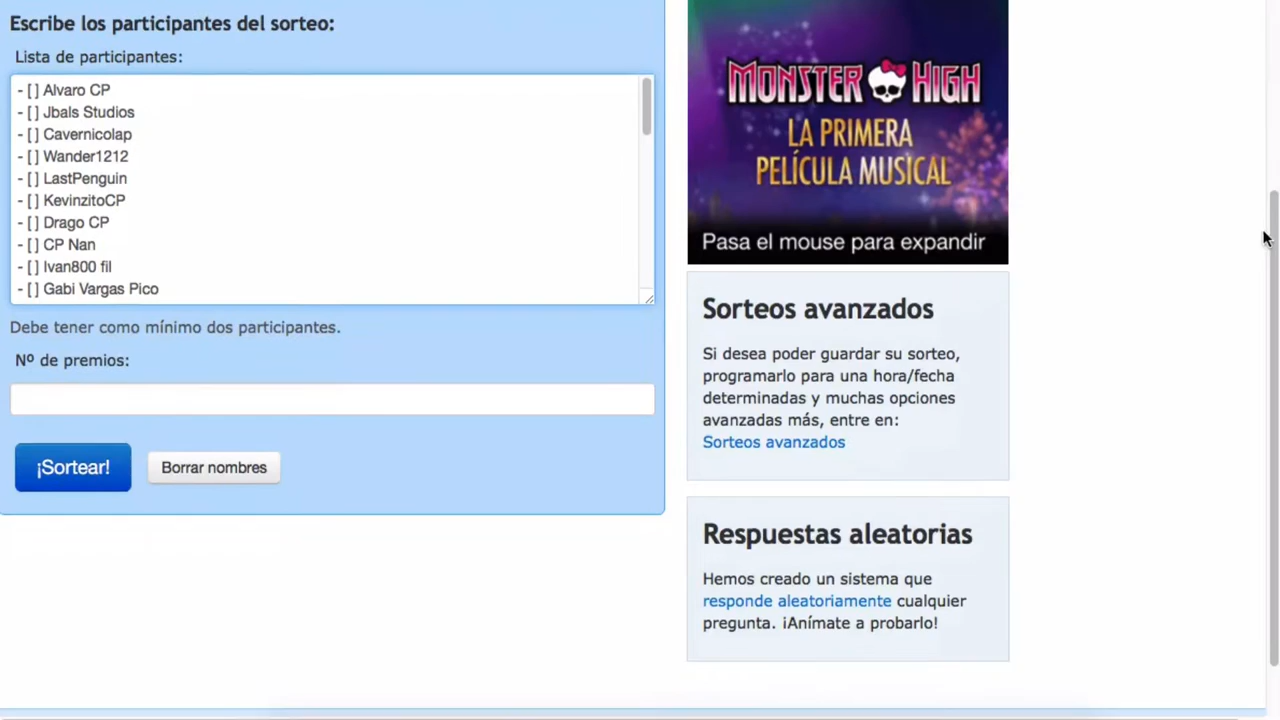 Escribe los participantes del sorteo:
Lista de participantes:
- [ ] Alvaro CP
- [ ] Jbals Studios
- [ ] Cavernicolap
- [ ] Wander1212
- [ ] LastPenguin
- [ ] KevinzitoCP
- [ ] Drago CP
- [ ] CP Nan
- [ ] Ivan800 fil
- [ ] Gabi Vargas Pico
Debe tener como mínimo dos participantes.
Nº de premios:
¡Sortear!
Borrar nombres
MONSTER HIGH
LA PRIMERA
PELÍCULA MUSICAL
Pasa el mouse para expandir
Sorteos avanzados
Si desea poder guardar su sorteo,
programarlo para una hora/fecha
determinadas y muchas opciones
avanzadas más, entre en:
Sorteos avanzados
Respuestas aleatorias
Hemos creado un sistema que
responde aleatoriamente cualquier
pregunta. ¡Anímate a probarlo!